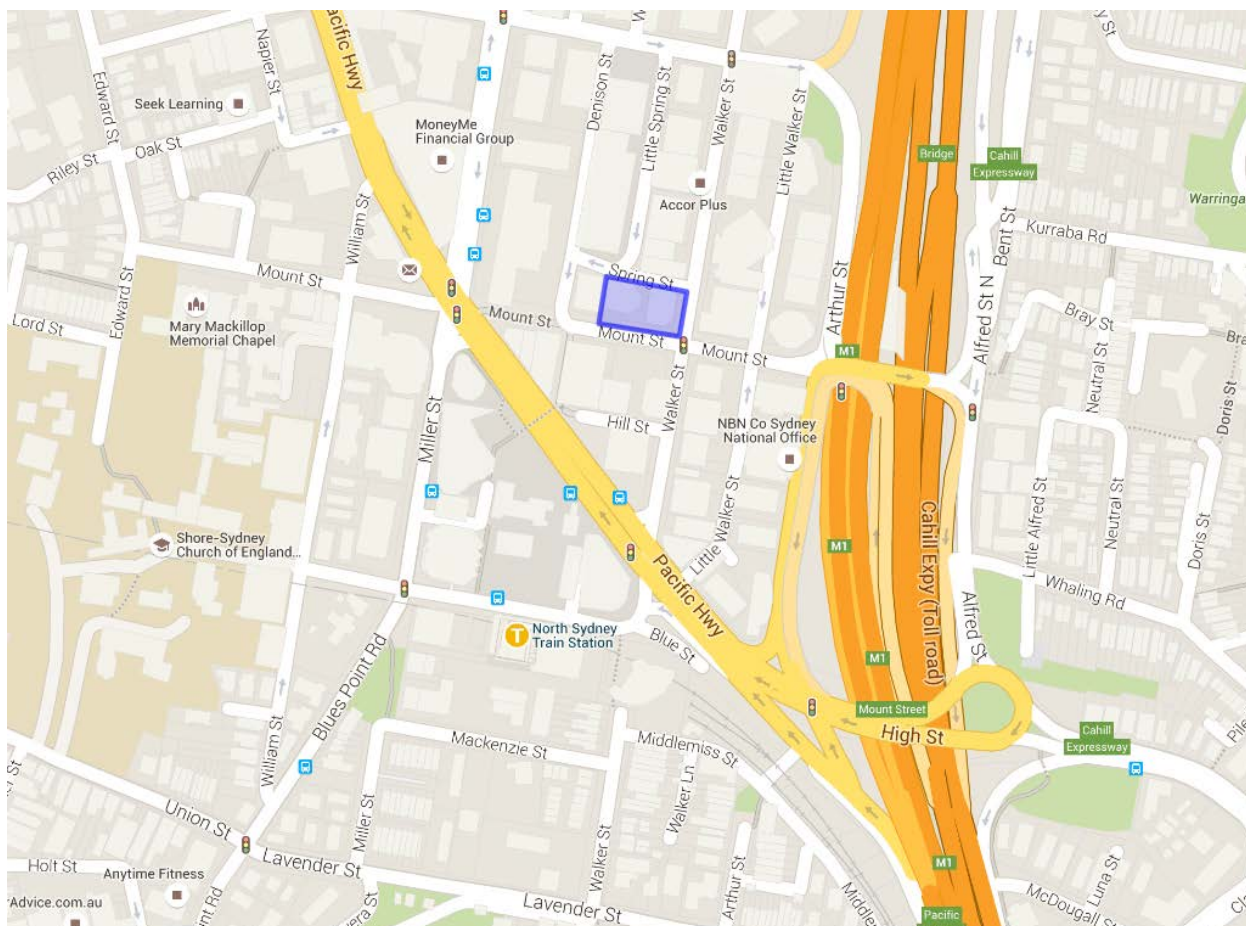 Pacific Hwy
Napier St
Edward St
Seek Learning
Oak St
Riley St
MoneyMe
Financial Group
Denison St
Little Spring St
Walker St
Little Walker St
Accor Plus
Bridge
Cahill
Expressway
Bent St
Warringa
Kurraba Rd
William St
Mount St
Spring St
Arthur St
Alfred St N
Bray St
Bra
Lord St
Edward St
Mary Mackillop
Memorial Chapel
Mount St
Mount St
Mount St
M1
Neutral St
Doris St
Miller St
Hill St
Walker St
NBN Co Sydney
National Office
Shore-Sydney
Church of England...
Little Walker St
M1
Cahill Expy (Toll road)
Little Alfred St
Neutral St
Doris St
Whaling Rd
Pacific Hwy
T
North Sydney
Train Station
Blue St
M1
Alfred St
Blues Point Rd
William St
Mount Street
High St
Cahill
Expressway
Mackenzie St
Middlemiss St
Walker Ln
Union St
Miller St
Walker St
Lavender St
Holt St
Anytime Fitness
Arthur St
M1
Luna St
McDougall St
rAdvice.com.au
Lavender St
Pacific